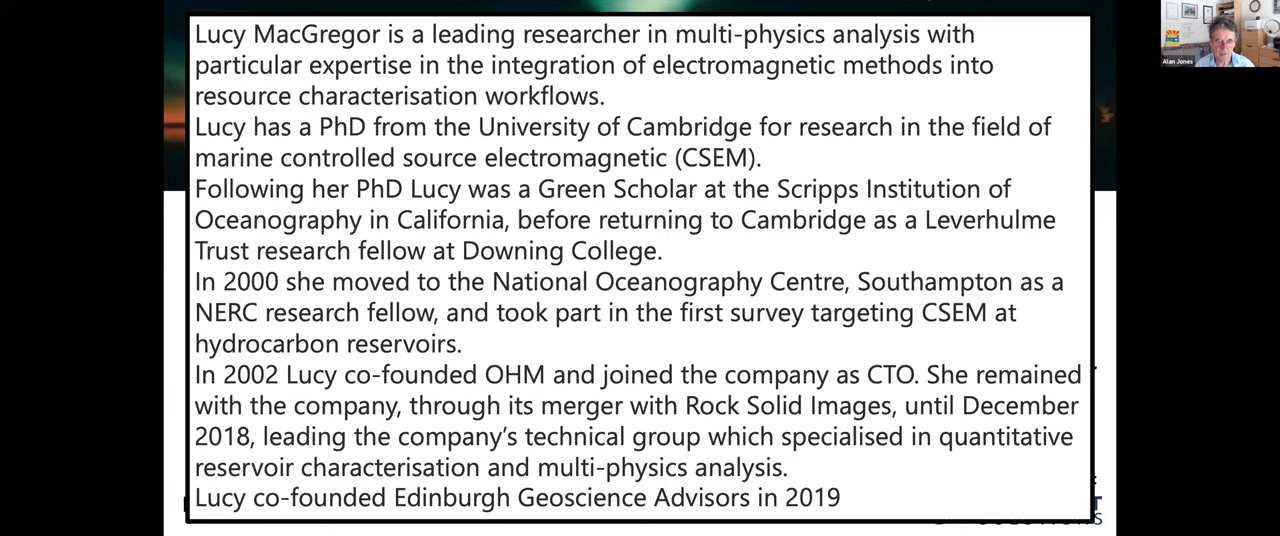 Lucy MacGregor is a leading researcher in multi-physics analysis with
particular expertise in the integration of electromagnetic methods into
resource characterisation workflows.
Lucy has a PhD from the University of Cambridge for research in the field of
marine controlled source electromagnetic (CSEM).
Following her PhD Lucy was a Green Scholar at the Scripps Institution of
Oceanography in California, before returning to Cambridge as a Leverhulme
Trust research fellow at Downing College.
In 2000 she moved to the National Oceanography Centre, Southampton as a
NERC research fellow, and took part in the first survey targeting CSEM at
hydrocarbon reservoirs.
In 2002 Lucy co-founded OHM and joined the company as CTO. She remained
with the company, through its merger with Rock Solid Images, until December
2018, leading the company's technical group which specialised in quantitative
reservoir characterisation and multi-physics analysis.
Lucy co-founded Edinburgh Geoscience Advisors in 2019
Alan Jones